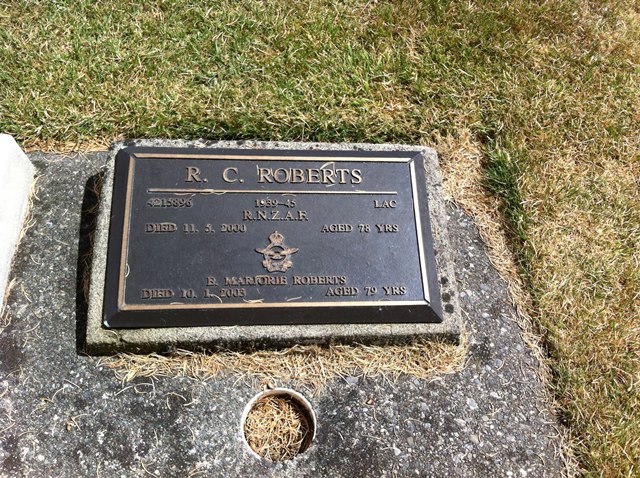 R. C. ROBERTS
4215896 1939-45 LAC
R.N.Z.A.F.
DIED 11. 5. 2000 AGED 78 YRS
E. MARJORIE ROBERTS
DIED 10. 1. 2003 AGED 79 YRS